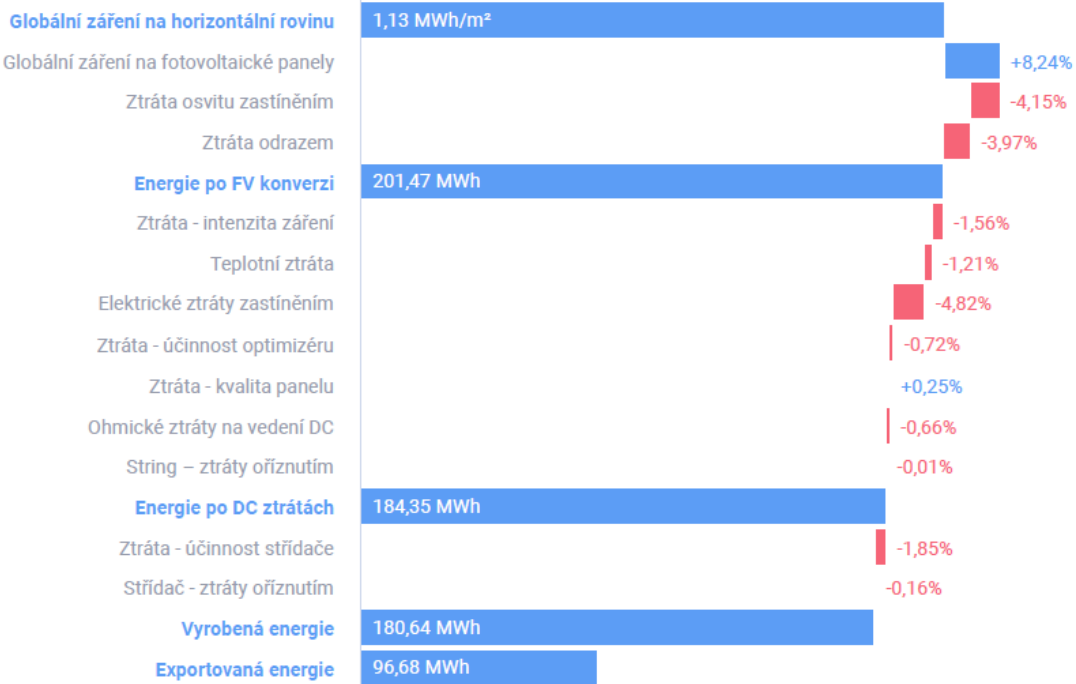 Globální záření na horizontální rovinu 1,13 MWh/m²
Globální záření na fotovoltaické panely +8,24%
Ztráta osvitu zastíněním -4,15%
Ztráta odrazem -3,97%
Energie po FV konverzi 201,47 MWh
Ztráta - intenzita záření -1,56%
Teplotní ztráta -1,21%
Elektrické ztráty zastíněním -4,82%
Ztráta - účinnost optimizéru -0,72%
Ztráta - kvalita panelu +0,25%
Ohmické ztráty na vedení DC -0,66%
String – ztráty oříznutím -0,01%
Energie po DC ztrátách 184,35 MWh
Ztráta - účinnost střídače -1,85%
Střídač - ztráty oříznutím -0,16%
Vyrobená energie 180,64 MWh
Exportovaná energie 96,68 MWh